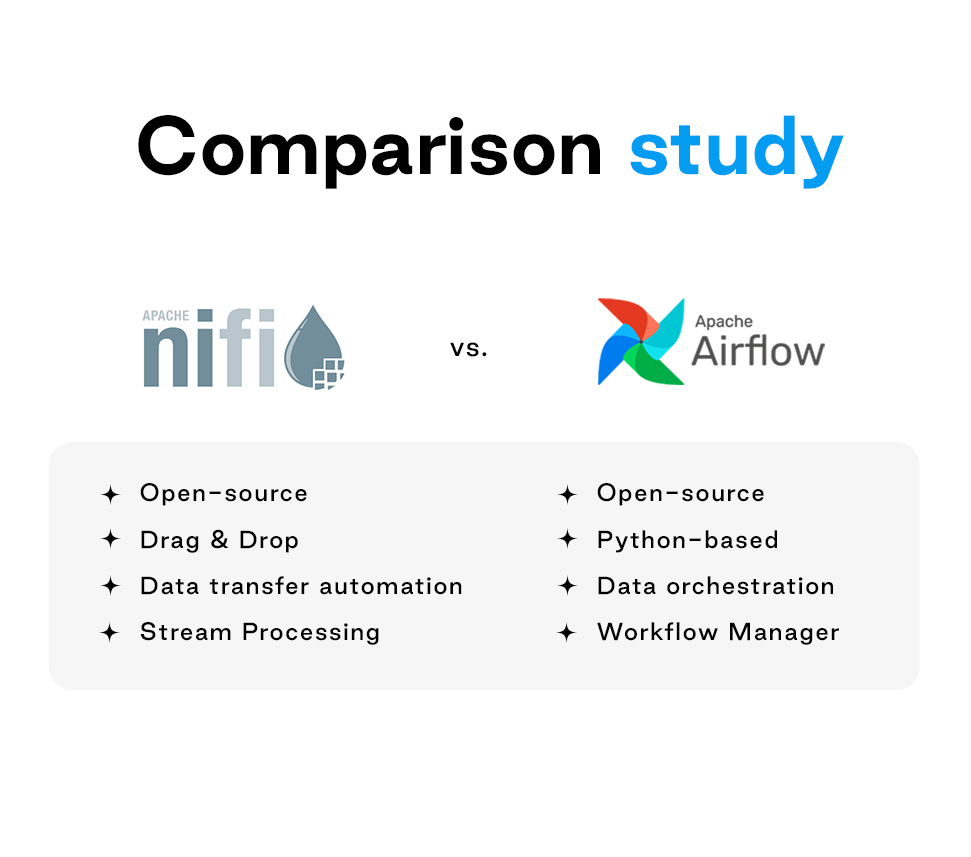 Comparison study
APACHE
nifi
vs.
Apache
Airflow
Open-source
Drag & Drop
Data transfer automation
Stream Processing
Open-source
Python-based
Data orchestration
Workflow Manager